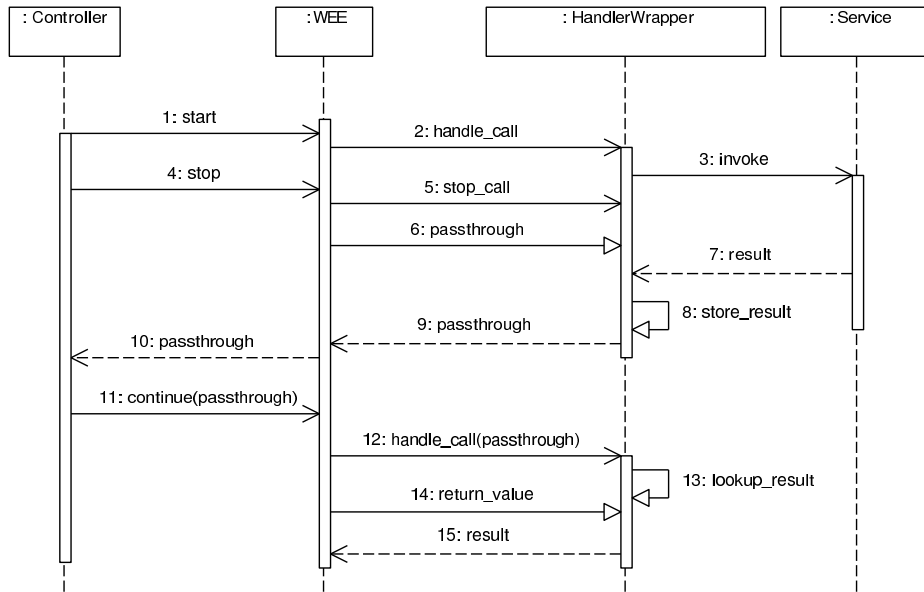 : Controller
: WEE
: HandlerWrapper
: Service
1: start
2: handle_call
3: invoke
4: stop
5: stop_call
6: passthrough
7: result
8: store_result
9: passthrough
10: passthrough
11: continue(passthrough)
12: handle_call(passthrough)
13: lookup_result
14: return_value
15: result